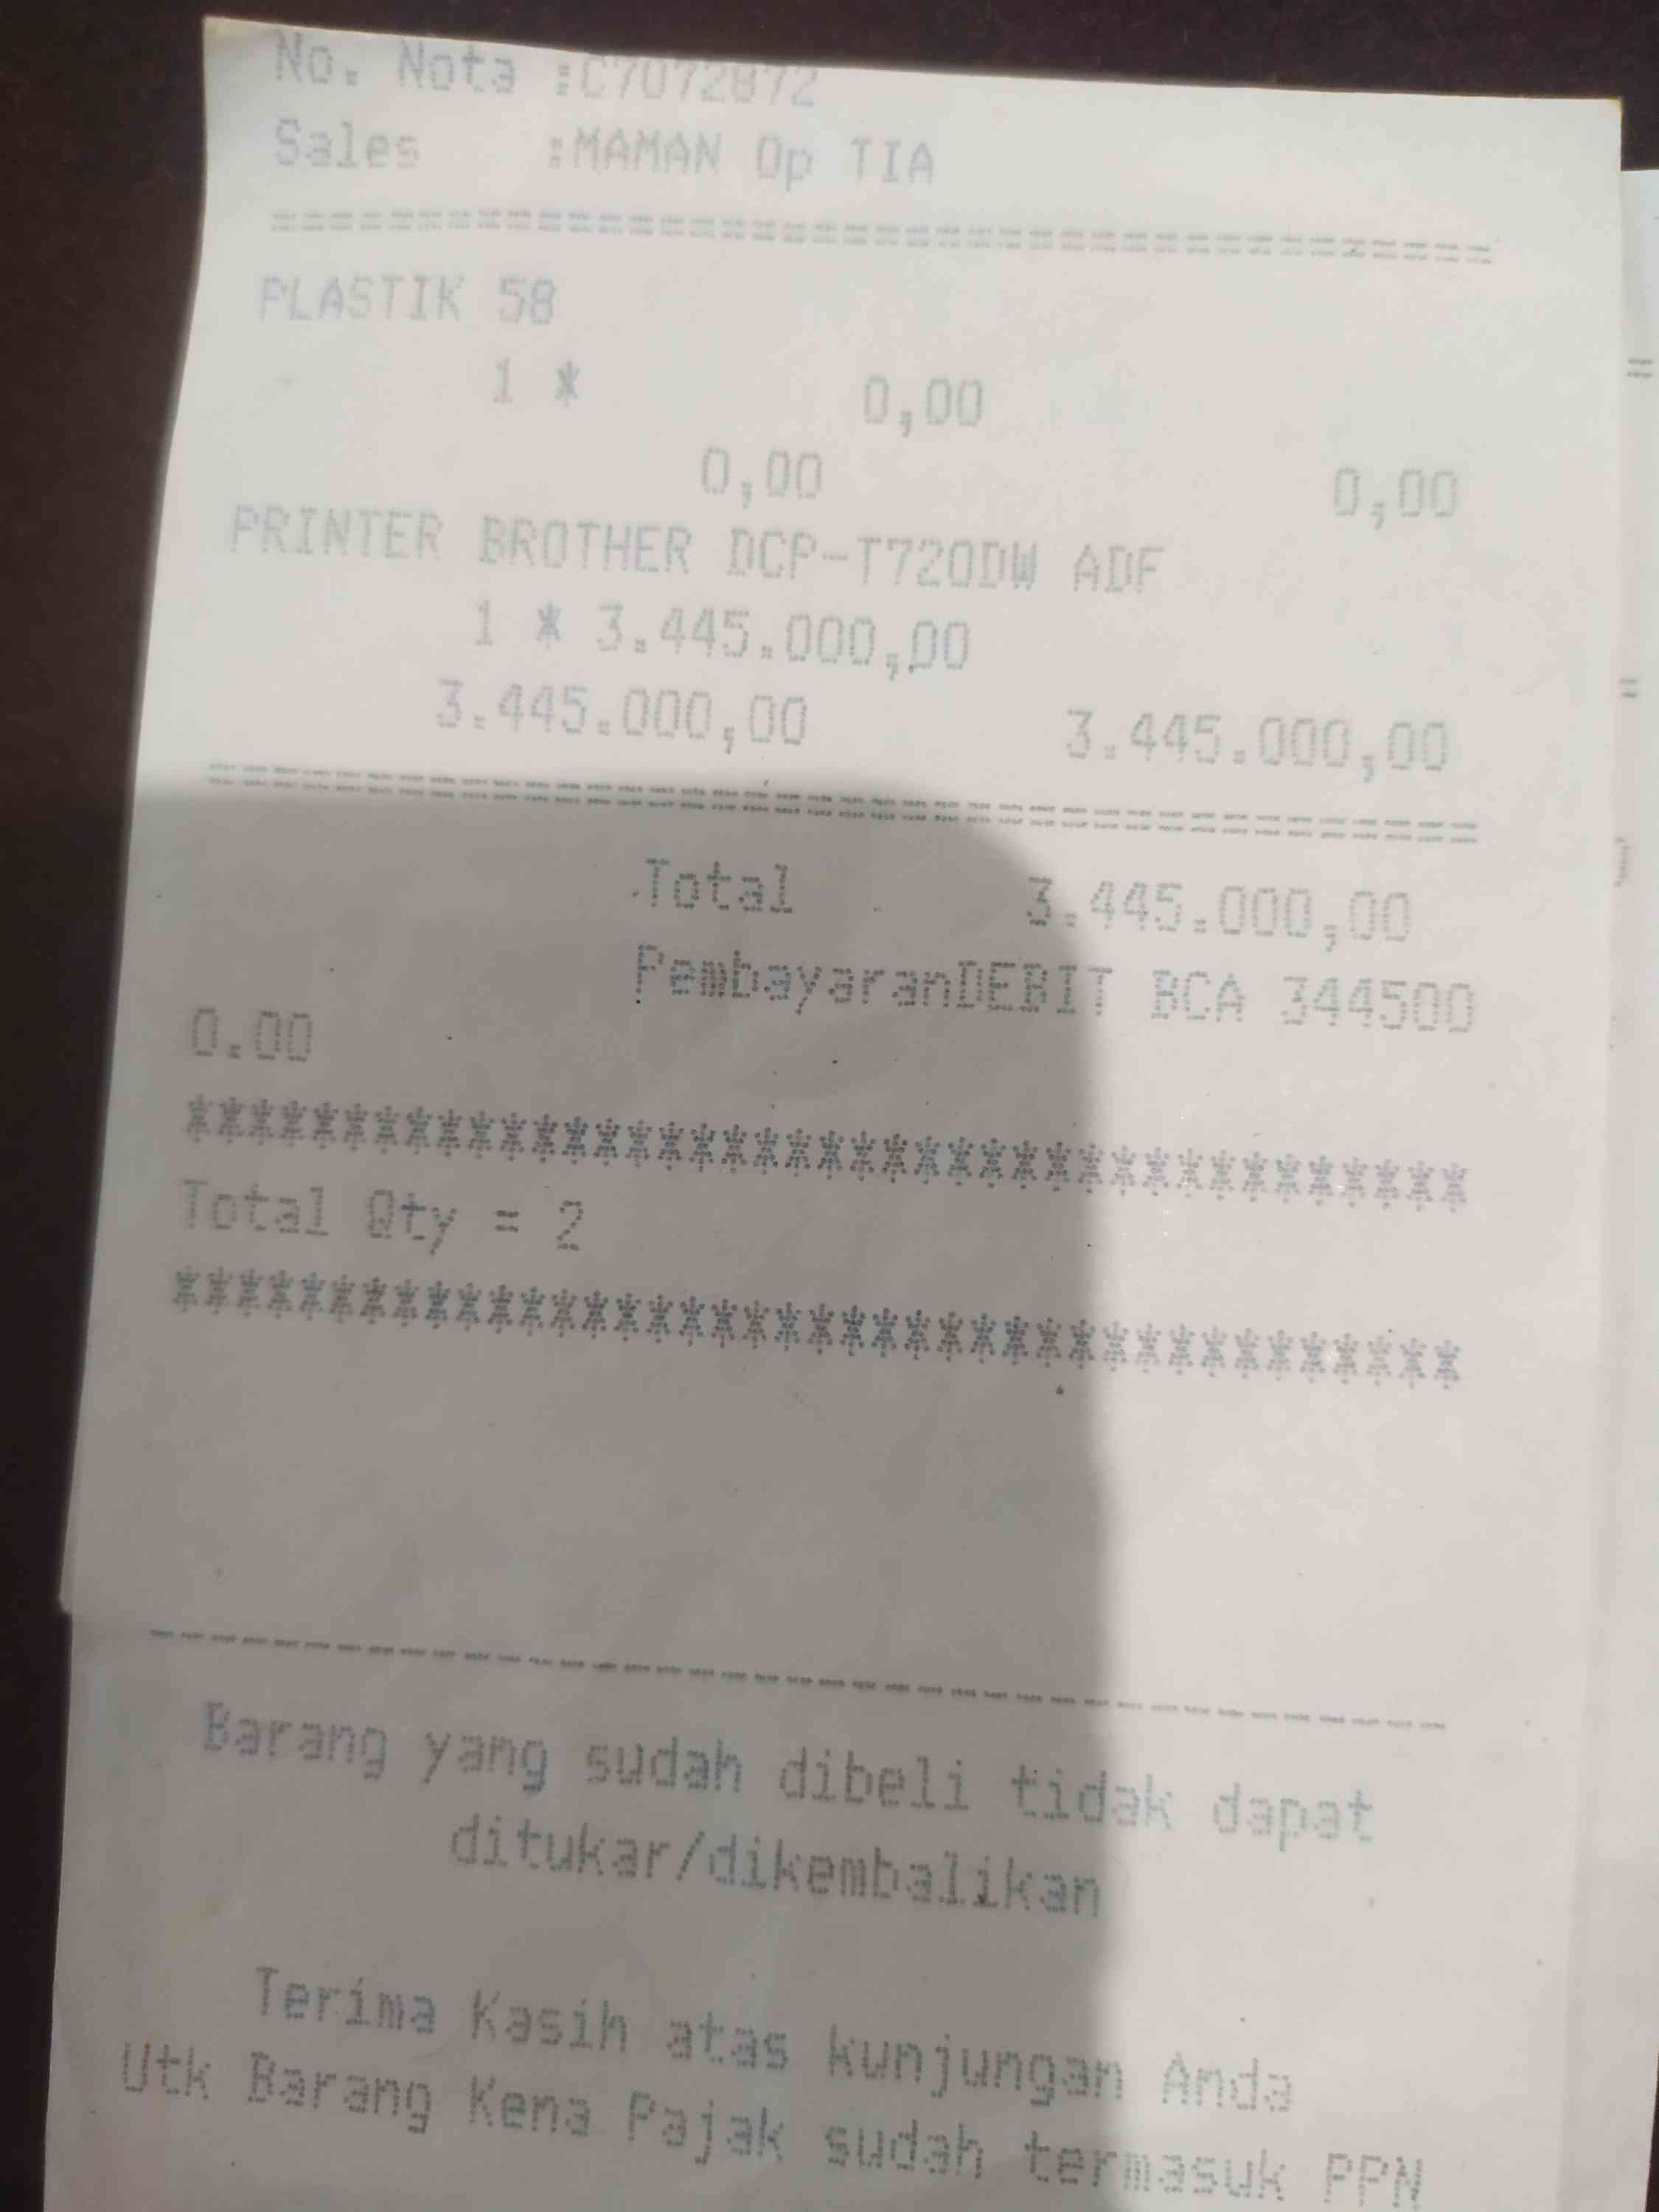 No. Nota :C7072872
Sales :MAMAN Op TIA
========================================
PLASTIK 58
1 * 0,00
0,00 0,00
PRINTER BROTHER DCP-T720DW ADF
1 * 3.445.000,00
3.445.000,00 3.445.000,00
========================================
Total 3.445.000,00
PembayaranDEBIT BCA 344500
0.00
****************************************
Total Qty = 2
****************************************
----------------------------------------
Barang yang sudah dibeli tidak dapat
ditukar/dikembalikan
Terima Kasih atas kunjungan Anda
Utk Barang Kena Pajak sudah termasuk PPN